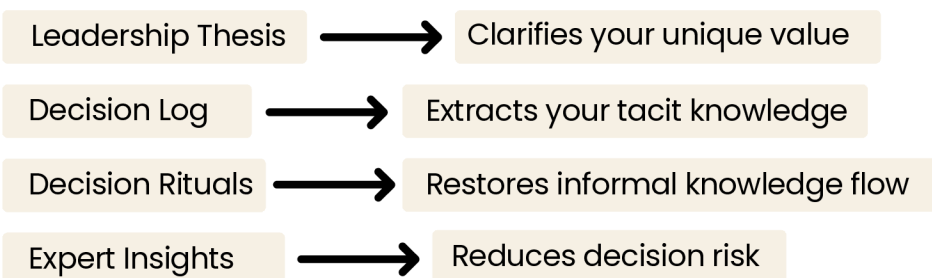 Leadership Thesis → Clarifies your unique value
Decision Log → Extracts your tacit knowledge
Decision Rituals → Restores informal knowledge flow
Expert Insights → Reduces decision risk